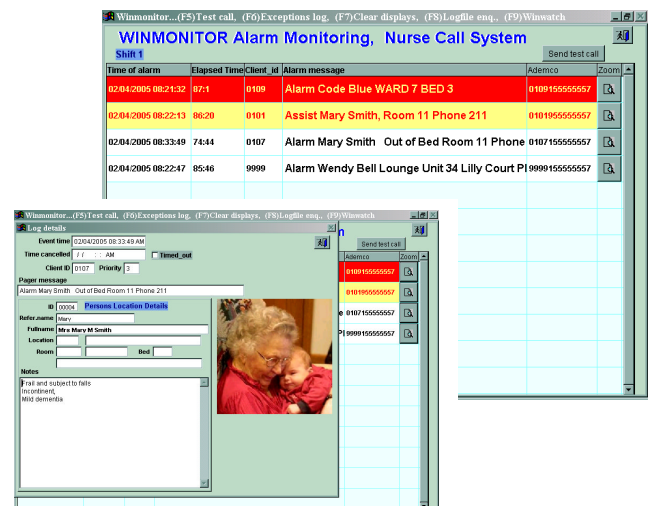 Winmonitor...(F5)Test call, (F6)Exceptions log, (F7)Clear displays, (F8)Logfile enq., (F9)Winwatch
WINMONITOR Alarm Monitoring, Nurse Call System
Shift 1
Send test call
Time of alarm Elapsed Time Client_id Alarm message Ademco Zoom
02/04/2005 08:21:32 87:1 0109 Alarm Code Blue WARD 7 BED 3 0109155555557
02/04/2005 08:22:13 86:20 0101 Assist Mary Smith, Room 11 Phone 211 0101955555557
02/04/2005 08:33:49 74:44 0107 Alarm Mary Smith Out of Bed Room 11 Phone 0107155555557
02/04/2005 08:22:47 85:46 9999 Alarm Wendy Bell Lounge Unit 34 Lilly Court Pl 9999155555557
Winmonitor...(F5)Test call, (F6)Exceptions log, (F7)Clear displays, (F8)Logfile enq., (F9)Winwatch
Log details
Event time 02/04/2005 08:33:49 AM
Time cancelled / / : : AM Timed_out
Client ID 0107 Priority 3
Pager message
Alarm Mary Smith Out of Bed Room 11 Phone 211
ID 00004 Persons Location Details
Refer.name Mary
Fullname Mrs Mary M Smith
Location
Room Bed
Notes
Frail and subject to falls
Incontinent,
Mild dementia
n
Send test call
Ademco Zoom
0109155555557
0101955555557
e 0107155555557
Pl 9999155555557